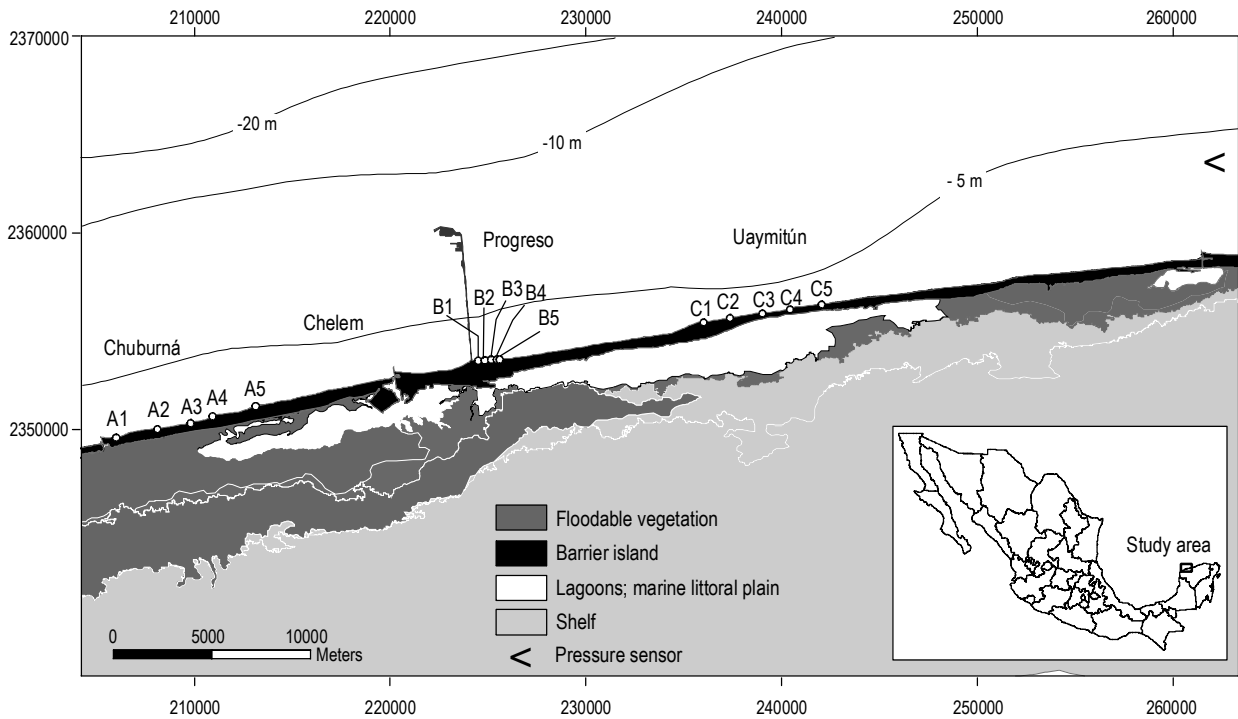 210000 220000 230000 240000 250000 260000
2370000
-20 m
-10 m
- 5 m
2360000
Progreso
Uaymitún
B3 B4
B1 B2
B5
C1 C2 C3 C4 C5
Chelem
Chuburná
A1 A2 A3 A4 A5
2350000
Floodable vegetation
Barrier island
Lagoons; marine littoral plain
Shelf
Pressure sensor
Study area
0 5000 10000
Meters
2340000
210000 220000 230000 240000 250000 260000